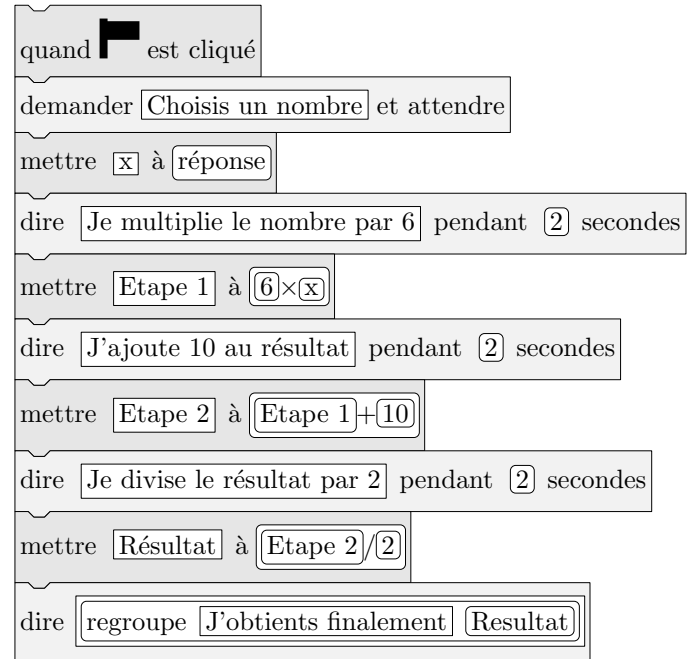 quand est cliqué
demander Choisis un nombre et attendre
mettre x à réponse
dire Je multiplie le nombre par 6 pendant 2 secondes
mettre Etape 1 à 6×x
dire J'ajoute 10 au résultat pendant 2 secondes
mettre Etape 2 à Etape 1+10
dire Je divise le résultat par 2 pendant 2 secondes
mettre Résultat à Etape 2/2
dire regroupe J'obtients finalement Resultat